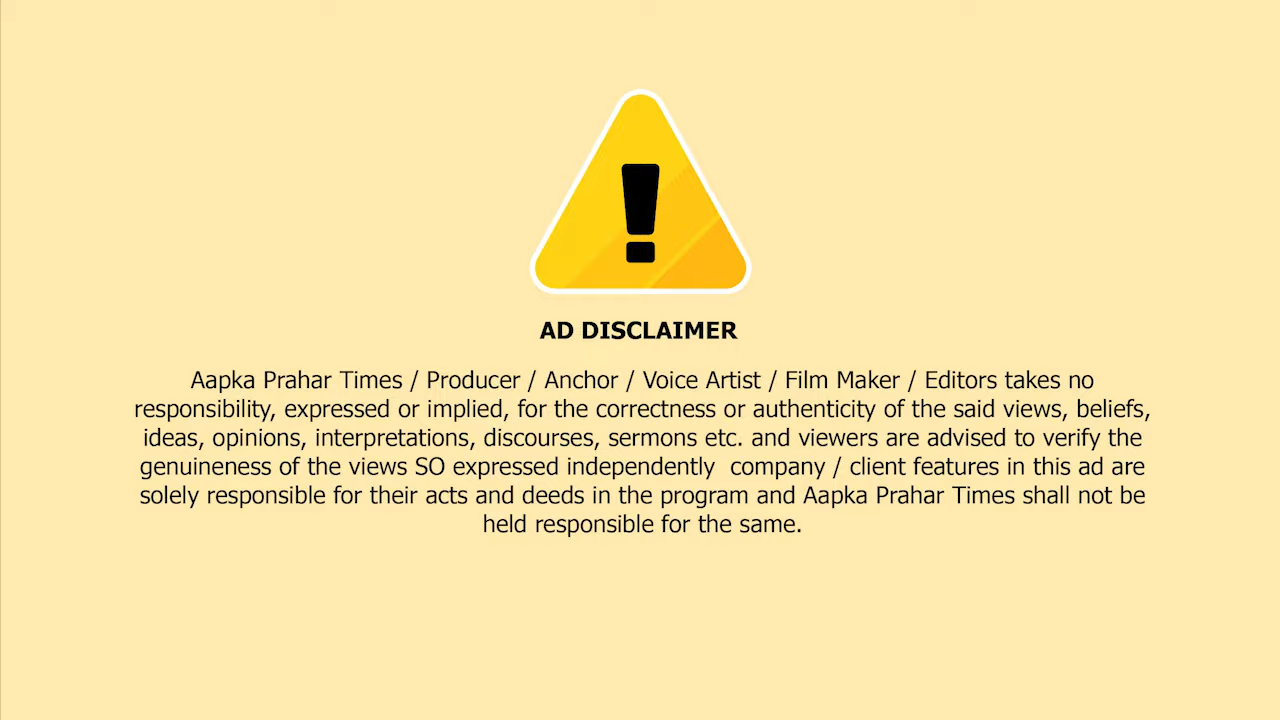 AD DISCLAIMER
Aapka Prahar Times / Producer / Anchor / Voice Artist / Film Maker / Editors takes no
responsibility, expressed or implied, for the correctness or authenticity of the said views, beliefs,
ideas, opinions, interpretations, discourses, sermons etc. and viewers are advised to verify the
genuineness of the views SO expressed independently  company / client features in this ad are
solely responsible for their acts and deeds in the program and Aapka Prahar Times shall not be
held responsible for the same.